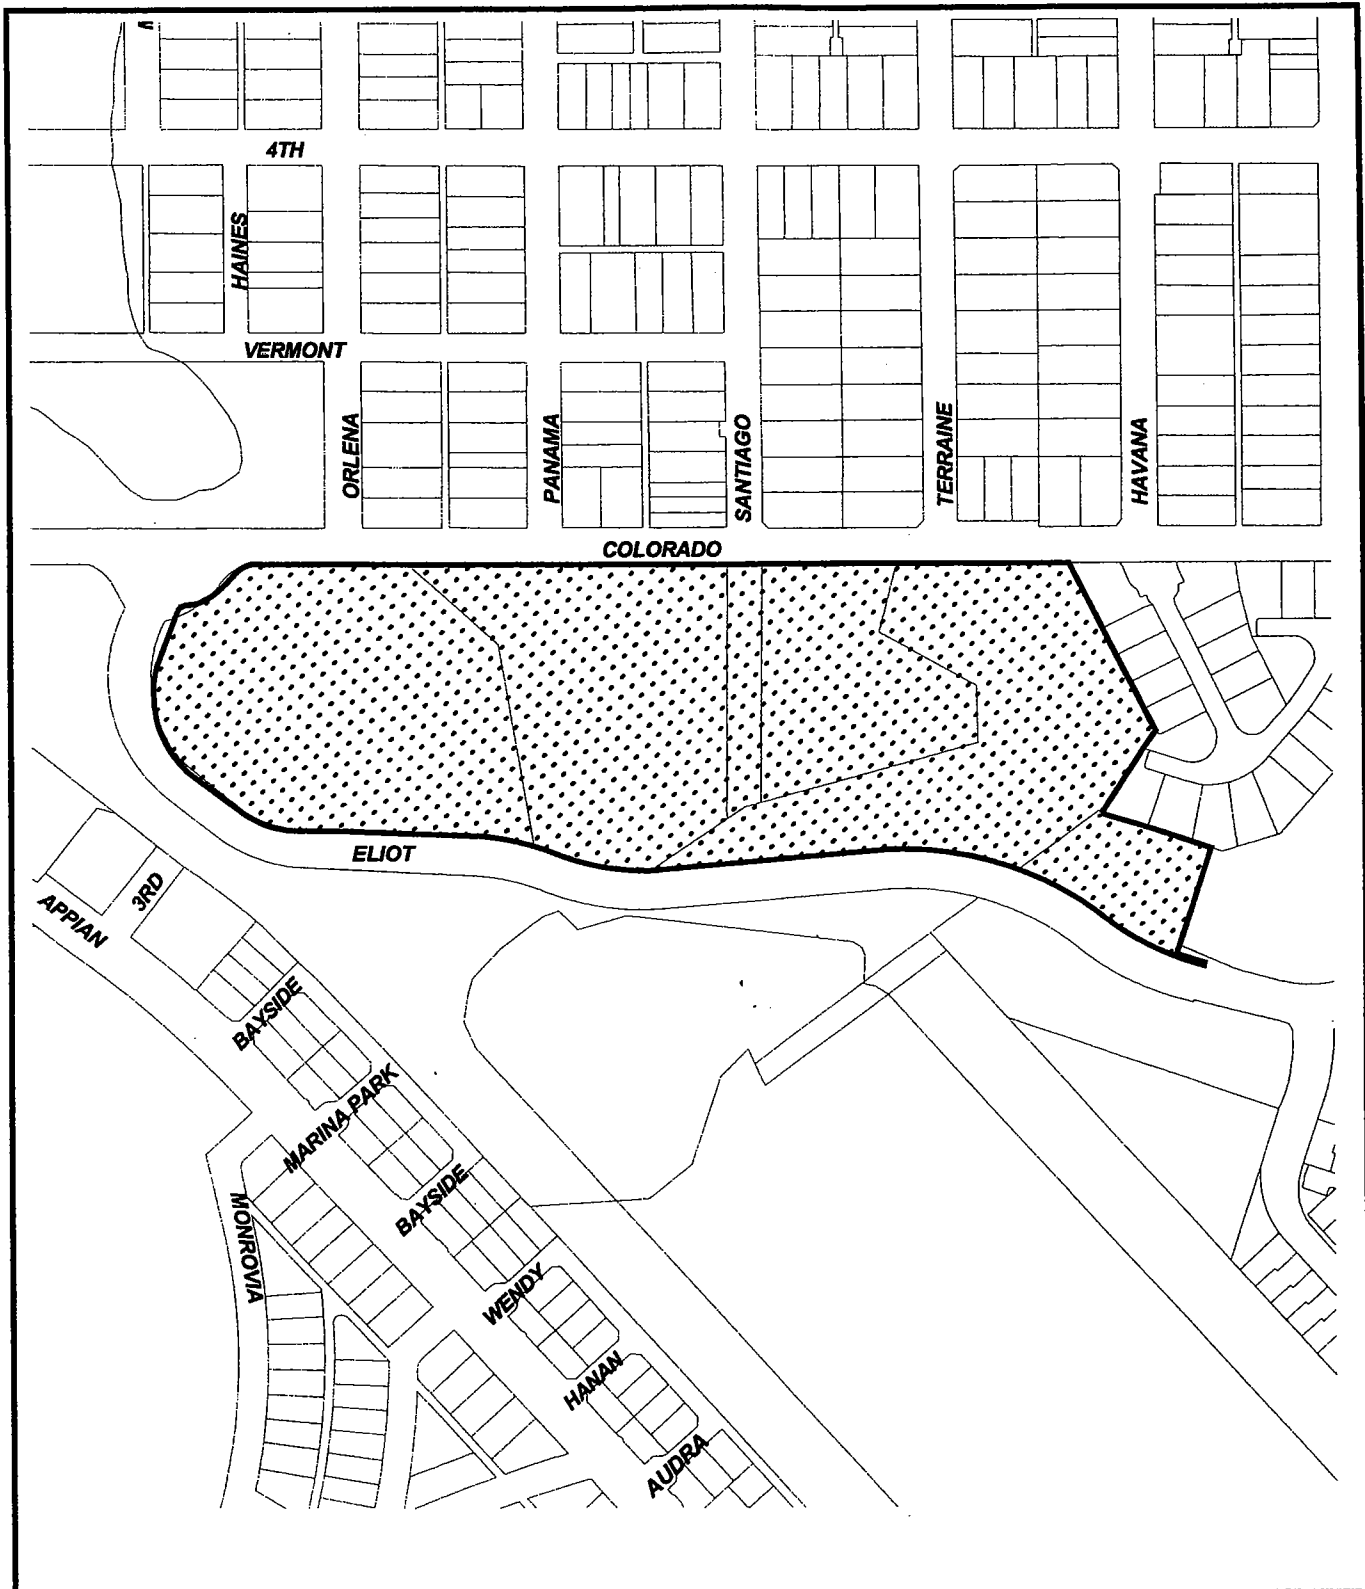 4TH
HAINES
VERMONT
ORLENA
PANAMA
SANTIAGO
TERRAINE
HAVANA
COLORADO
ELIOT
3RD
APPIAN
BAYSIDE
MARINA PARK
BAYSIDE
MONROVIA
WENDY
HANAN
AUDRA